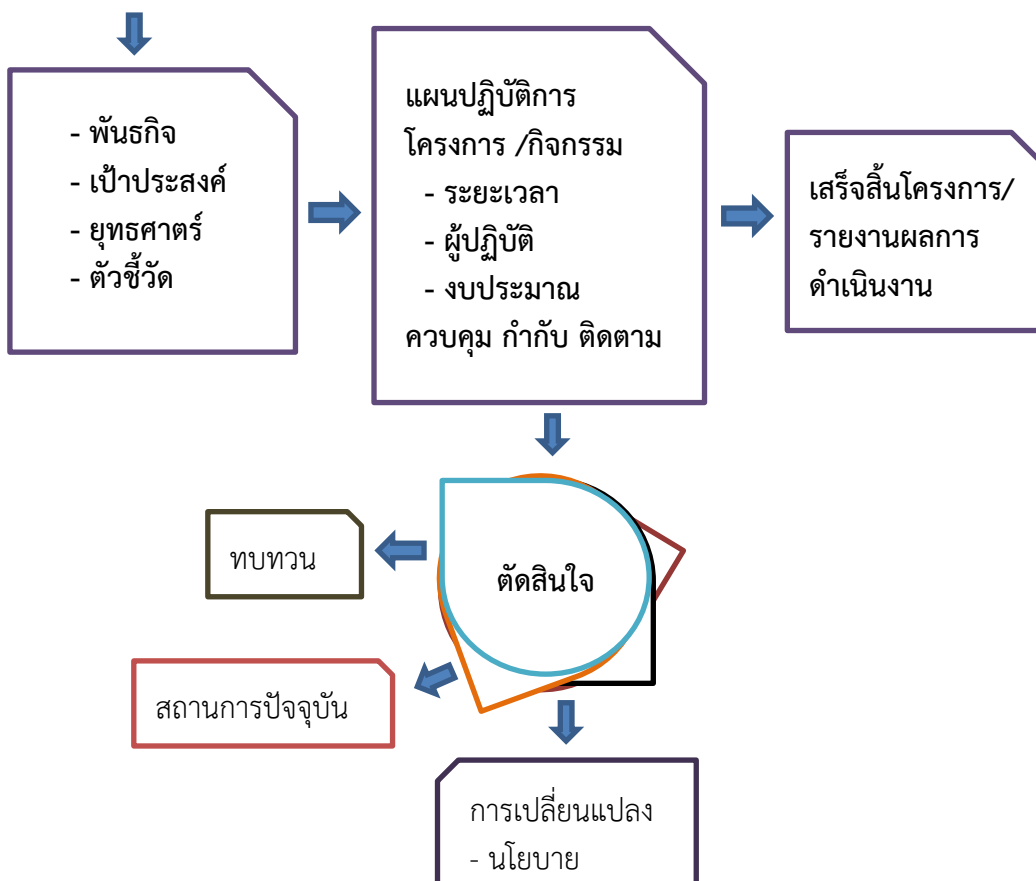 - พันธกิจ
- เป้าประสงค์
- ยุทธศาตร์
- ตัวชี้วัด
แผนปฏิบัติการ
โครงการ /กิจกรรม
- ระยะเวลา
- ผู้ปฏิบัติ
- งบประมาณ
ควบคุม กำกับ ติดตาม
เสร็จสิ้นโครงการ/
รายงานผลการ
ดำเนินงาน
ตัดสินใจ
ทบทวน
สถานการปัจจุบัน
การเปลี่ยนแปลง
- นโยบาย